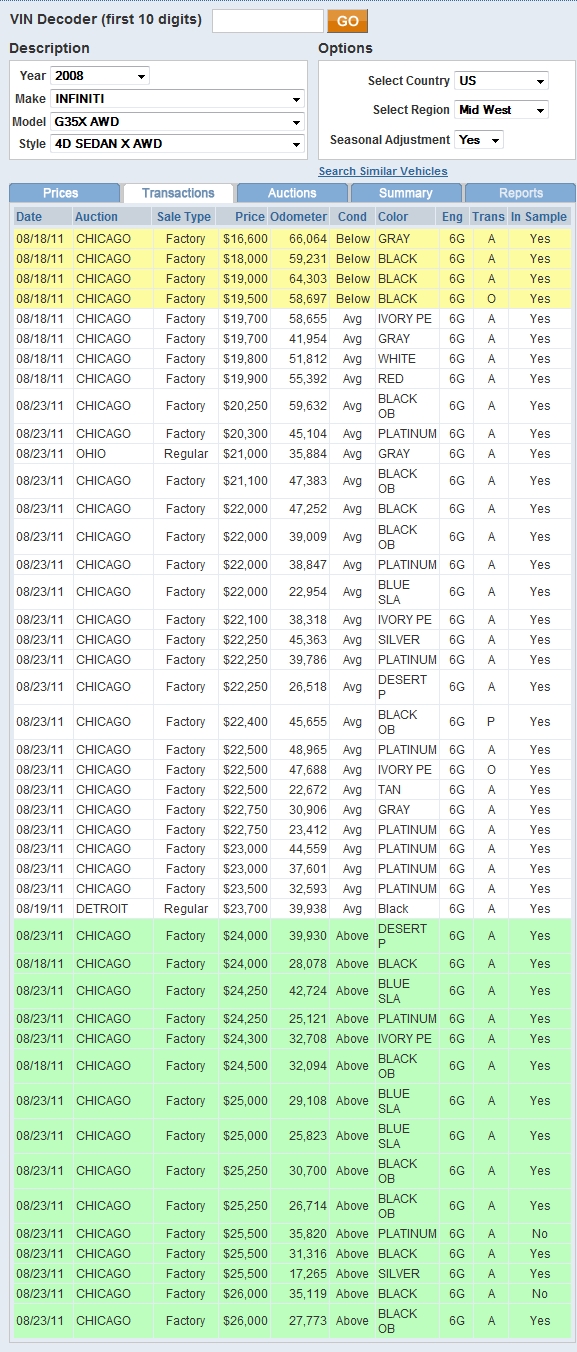 VIN Decoder (first 10 digits) GO
Description Options
Year 2008
Make INFINITI
Model G35X AWD
Style 4D SEDAN X AWD
Select Country US
Select Region Mid West
Seasonal Adjustment Yes
Search Similar Vehicles
Prices Transactions Auctions Summary Reports
Date Auction Sale Type Price Odometer Cond Color Eng Trans In Sample
08/18/11 CHICAGO Factory $16,600 66,064 Below GRAY 6G A Yes
08/18/11 CHICAGO Factory $18,000 59,231 Below BLACK 6G A Yes
08/18/11 CHICAGO Factory $19,000 64,303 Below BLACK 6G A Yes
08/18/11 CHICAGO Factory $19,500 58,697 Below BLACK 6G O Yes
08/18/11 CHICAGO Factory $19,700 58,655 Avg IVORY PE 6G A Yes
08/18/11 CHICAGO Factory $19,700 41,954 Avg GRAY 6G A Yes
08/18/11 CHICAGO Factory $19,800 51,812 Avg WHITE 6G A Yes
08/18/11 CHICAGO Factory $19,900 55,392 Avg RED 6G A Yes
08/23/11 CHICAGO Factory $20,250 59,632 Avg BLACK OB 6G A Yes
08/23/11 CHICAGO Factory $20,300 45,104 Avg PLATINUM 6G A Yes
08/23/11 OHIO Regular $21,000 35,884 Avg GRAY 6G A Yes
08/23/11 CHICAGO Factory $21,100 47,383 Avg BLACK OB 6G A Yes
08/23/11 CHICAGO Factory $22,000 47,252 Avg BLACK 6G A Yes
08/23/11 CHICAGO Factory $22,000 39,009 Avg BLACK OB 6G A Yes
08/23/11 CHICAGO Factory $22,000 38,847 Avg PLATINUM 6G A Yes
08/23/11 CHICAGO Factory $22,000 22,954 Avg BLUE SLA 6G A Yes
08/23/11 CHICAGO Factory $22,100 38,318 Avg IVORY PE 6G A Yes
08/23/11 CHICAGO Factory $22,250 45,363 Avg SILVER 6G A Yes
08/23/11 CHICAGO Factory $22,250 39,786 Avg PLATINUM 6G A Yes
08/23/11 CHICAGO Factory $22,250 26,518 Avg DESERT P 6G A Yes
08/23/11 CHICAGO Factory $22,400 45,655 Avg BLACK OB 6G P Yes
08/23/11 CHICAGO Factory $22,500 48,965 Avg PLATINUM 6G A Yes
08/23/11 CHICAGO Factory $22,500 47,688 Avg IVORY PE 6G O Yes
08/23/11 CHICAGO Factory $22,500 22,672 Avg TAN 6G A Yes
08/23/11 CHICAGO Factory $22,750 30,906 Avg GRAY 6G A Yes
08/23/11 CHICAGO Factory $22,750 23,412 Avg PLATINUM 6G A Yes
08/23/11 CHICAGO Factory $23,000 44,559 Avg PLATINUM 6G A Yes
08/23/11 CHICAGO Factory $23,000 37,601 Avg PLATINUM 6G A Yes
08/23/11 CHICAGO Factory $23,500 32,593 Avg PLATINUM 6G A Yes
08/19/11 DETROIT Regular $23,700 39,938 Avg Black 6G A Yes
08/23/11 CHICAGO Factory $24,000 39,930 Above DESERT P 6G A Yes
08/18/11 CHICAGO Factory $24,000 28,078 Above BLACK 6G A Yes
08/23/11 CHICAGO Factory $24,250 42,724 Above BLUE SLA 6G A Yes
08/23/11 CHICAGO Factory $24,250 25,121 Above PLATINUM 6G A Yes
08/23/11 CHICAGO Factory $24,300 32,708 Above IVORY PE 6G A Yes
08/18/11 CHICAGO Factory $24,500 32,094 Above BLACK OB 6G A Yes
08/23/11 CHICAGO Factory $25,000 29,108 Above BLUE SLA 6G A Yes
08/23/11 CHICAGO Factory $25,000 25,823 Above BLUE SLA 6G A Yes
08/23/11 CHICAGO Factory $25,250 30,700 Above BLACK OB 6G A Yes
08/23/11 CHICAGO Factory $25,250 26,714 Above BLACK OB 6G A Yes
08/23/11 CHICAGO Factory $25,500 35,820 Above PLATINUM 6G A No
08/23/11 CHICAGO Factory $25,500 31,316 Above BLACK 6G A Yes
08/23/11 CHICAGO Factory $25,500 17,265 Above SILVER 6G A Yes
08/23/11 CHICAGO Factory $26,000 35,119 Above BLACK 6G A No
08/23/11 CHICAGO Factory $26,000 27,773 Above BLACK OB 6G A Yes